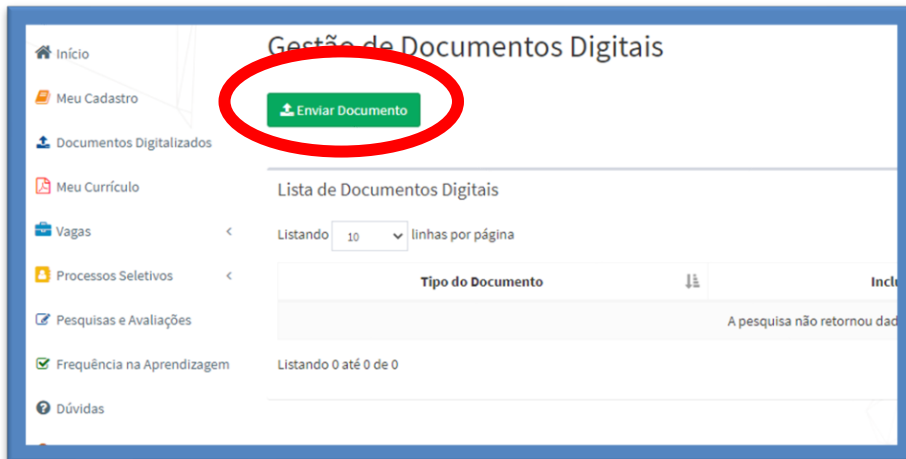 Início
Meu Cadastro
Documentos Digitalizados
Meu Currículo
Vagas
Processos Seletivos
Pesquisas e Avaliações
Frequência na Aprendizagem
Dúvidas
Gestão de Documentos Digitais
Enviar Documento
Lista de Documentos Digitais
Listando 10 linhas por página
Tipo do Documento
A pesquisa não retornou
Listando 0 até 0 de 0